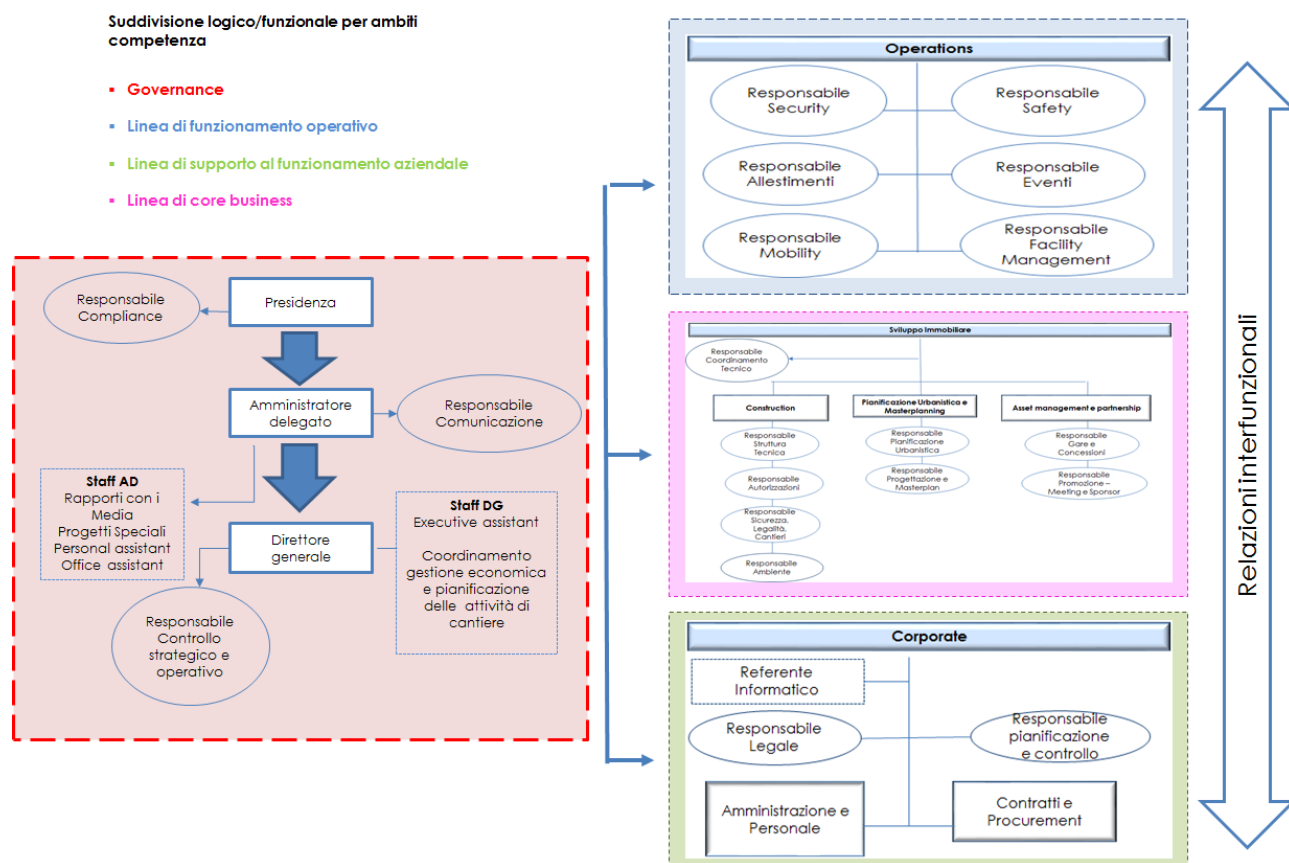 Suddivisione logico/funzionale per ambiti
competenza
▪ Governance
▪ Linea di funzionamento operativo
▪ Linea di supporto al funzionamento aziendale
▪ Linea di core business
Responsabile
Compliance
Presidenza
Amministratore
delegato
Responsabile
Comunicazione
Staff AD
Rapporti con i
Media
Progetti Speciali
Personal assistant
Office assistant
Direttore
generale
Staff DG
Executive assistant
Coordinamento
gestione economica
e pianificazione
delle attività di
cantiere
Responsabile
Controllo
strategico e
operativo
Operations
Responsabile
Security
Responsabile
Safety
Responsabile
Allestimenti
Responsabile
Eventi
Responsabile
Mobility
Responsabile
Facility
Management
Sviluppo Immobiliare
Responsabile
Coordinamento
Tecnico
Construction
Responsabile
Struttura
Tecnica
Responsabile
Autorizzazioni
Responsabile
Sicurezza,
Legalità,
Cantieri
Responsabile
Ambiente
Pianificazione Urbanistica e
Masterplanning
Responsabile
Pianificazione
Urbanistica
Responsabile
Progettazione e
Masterplan
Asset management e partnership
Responsabile
Gare e
Concessioni
Responsabile
Promozione –
Meeting e Sponsor
Corporate
Referente
Informatico
Responsabile
Legale
Responsabile
pianificazione
e controllo
Amministrazione e
Personale
Contratti e
Procurement
Relazioni interfunzionali